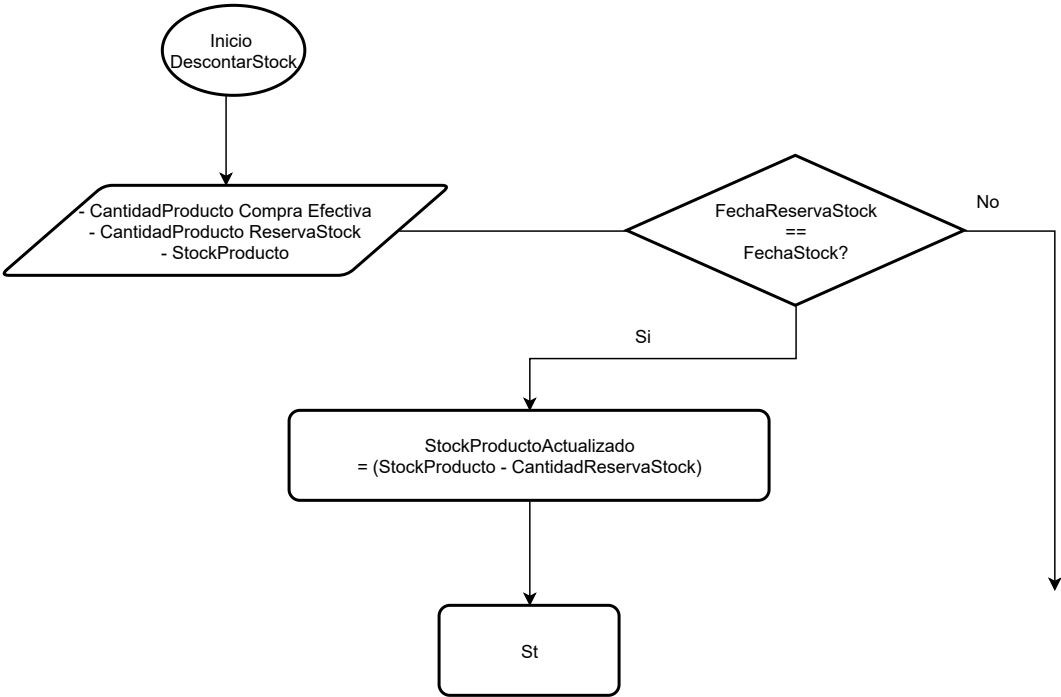 Inicio
DescontarStock
- CantidadProducto Compra Efectiva
- CantidadProducto ReservaStock
- StockProducto
FechaReservaStock
==
FechaStock?
No
Si
StockProductoActualizado
= (StockProducto - CantidadReservaStock)
St